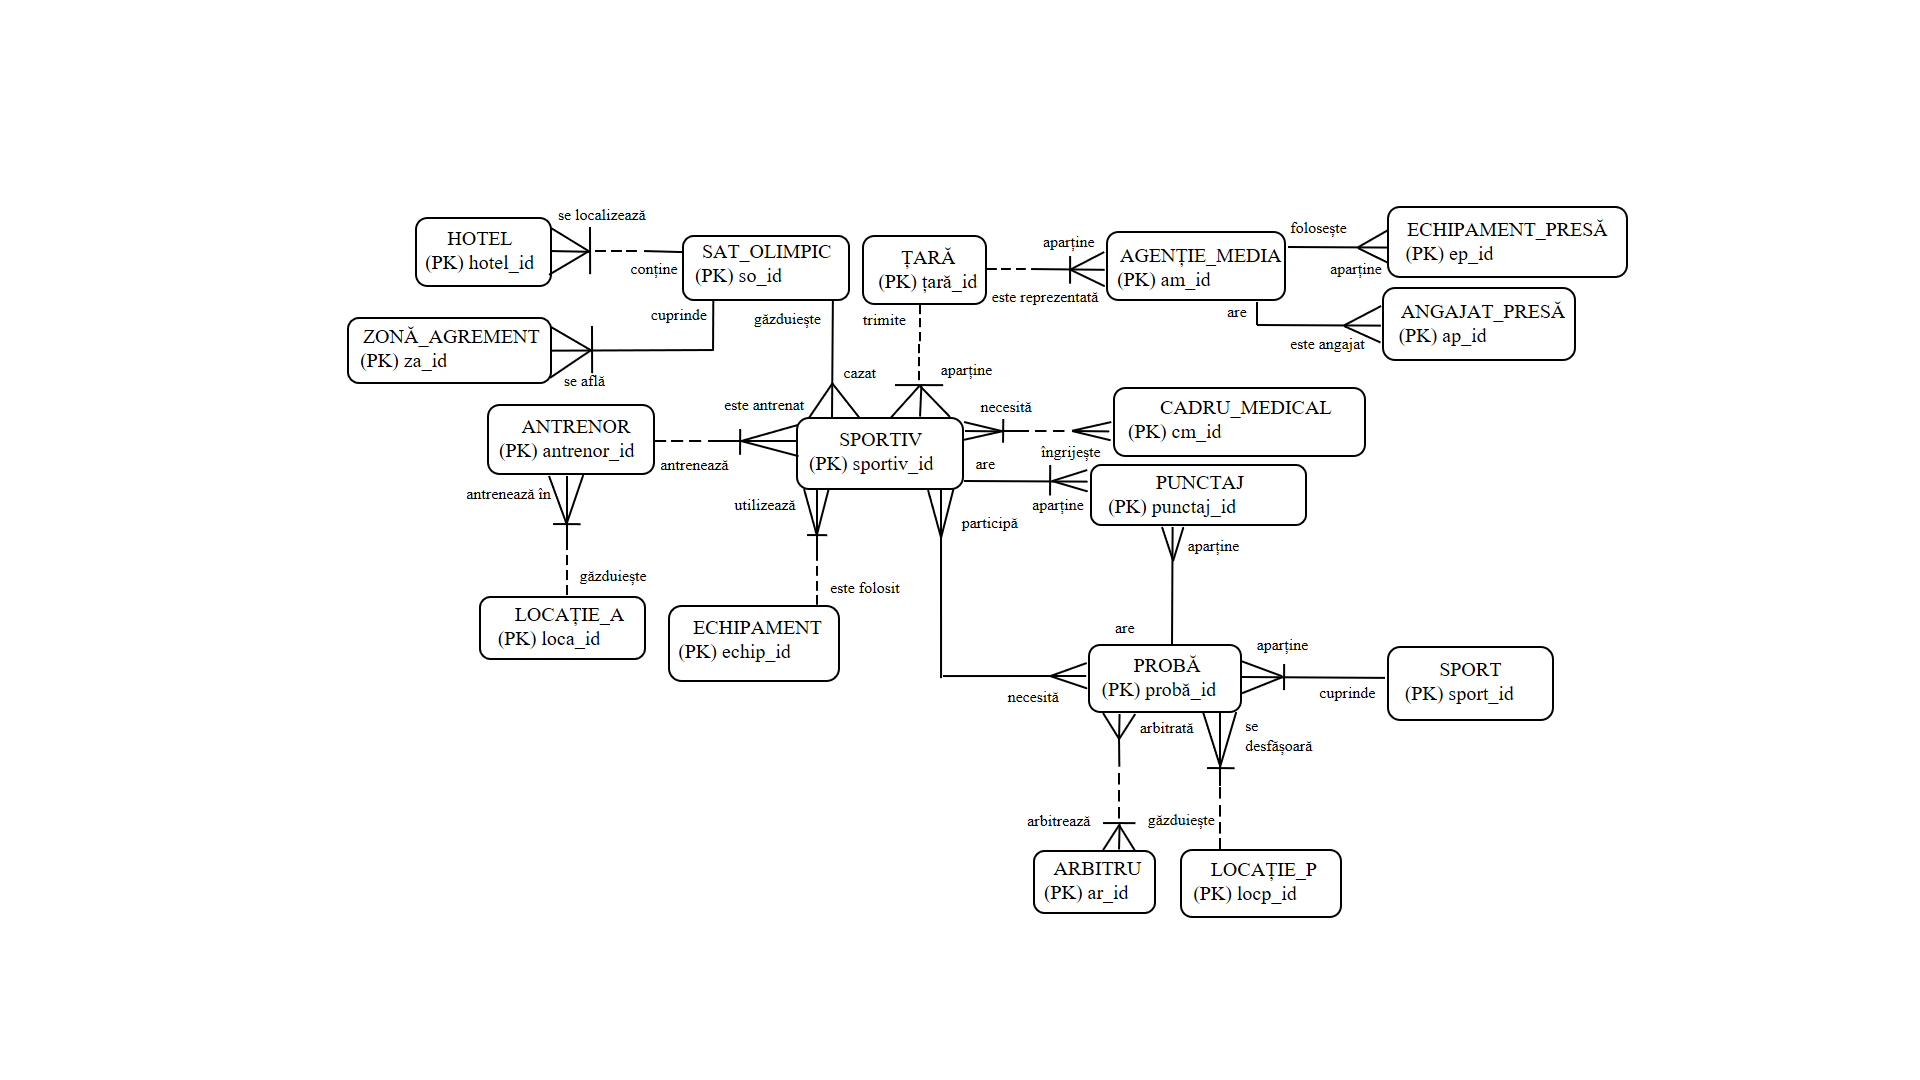 se localizează
HOTEL
(PK) hotel_id
conține
SAT_OLIMPIC
(PK) so_id
ȚARĂ
(PK) țară_id
aparține
este reprezentată
AGENȚIE_MEDIA
(PK) am_id
folosește
aparține
ECHIPAMENT_PRESĂ
(PK) ep_id
are
este angajat
ANGAJAT_PRESĂ
(PK) ap_id
cuprinde
găzduiește
trimite
ZONĂ_AGREMENT
(PK) za_id
se află
cazat
aparține
este antrenat
necesită
CADRU_MEDICAL
(PK) cm_id
ANTRENOR
(PK) antrenor_id
antrenează
SPORTIV
(PK) sportiv_id
îngrijește
are
aparține
PUNCTAJ
(PK) punctaj_id
antrenează în
utilizează
participă
aparține
găzduiește
este folosit
LOCAȚIE_A
(PK) loca_id
ECHIPAMENT
(PK) echip_id
are
aparține
necesită
PROBĂ
(PK) probă_id
cuprinde
SPORT
(PK) sport_id
arbitrată
se
desfășoară
arbitrează
găzduiește
ARBITRU
(PK) ar_id
LOCAȚIE_P
(PK) locp_id